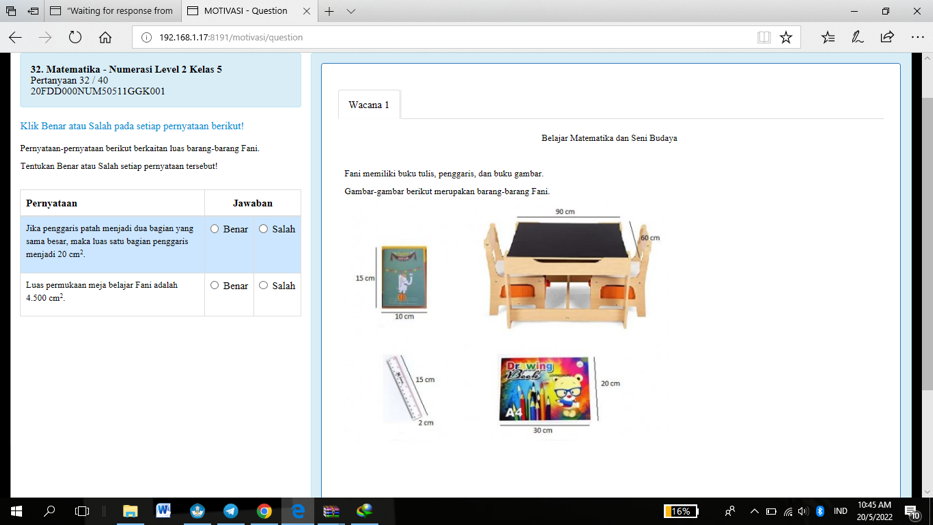 "Waiting for response from
MOTIVASI - Question
192.168.1.17:8191/motivasi/question
32. Matematika - Numerasi Level 2 Kelas 5
Pertanyaan 32 / 40
20FDD000NUM50511GGK001
Klik Benar atau Salah pada setiap pernyataan berikut!
Pernyataan-pernyataan berikut berkaitan luas barang-barang Fani.
Tentukan Benar atau Salah setiap pernyataan tersebut!
Pernyataan Jawaban
Jika penggaris patah menjadi dua bagian yang
sama besar, maka luas satu bagian penggaris
menjadi 20 cm².
Benar Salah
Luas permukaan meja belajar Fani adalah
4.500 cm².
Benar Salah
Wacana 1
Belajar Matematika dan Seni Budaya
Fani memiliki buku tulis, penggaris, dan buku gambar.
Gambar-gambar berikut merupakan barang-barang Fani.
15 cm
10 cm
90 cm
60 cm
15 cm
2 cm
Drawing
Book
A4
20 cm
30 cm
16%
IND
10:45 AM
20/5/2022
10